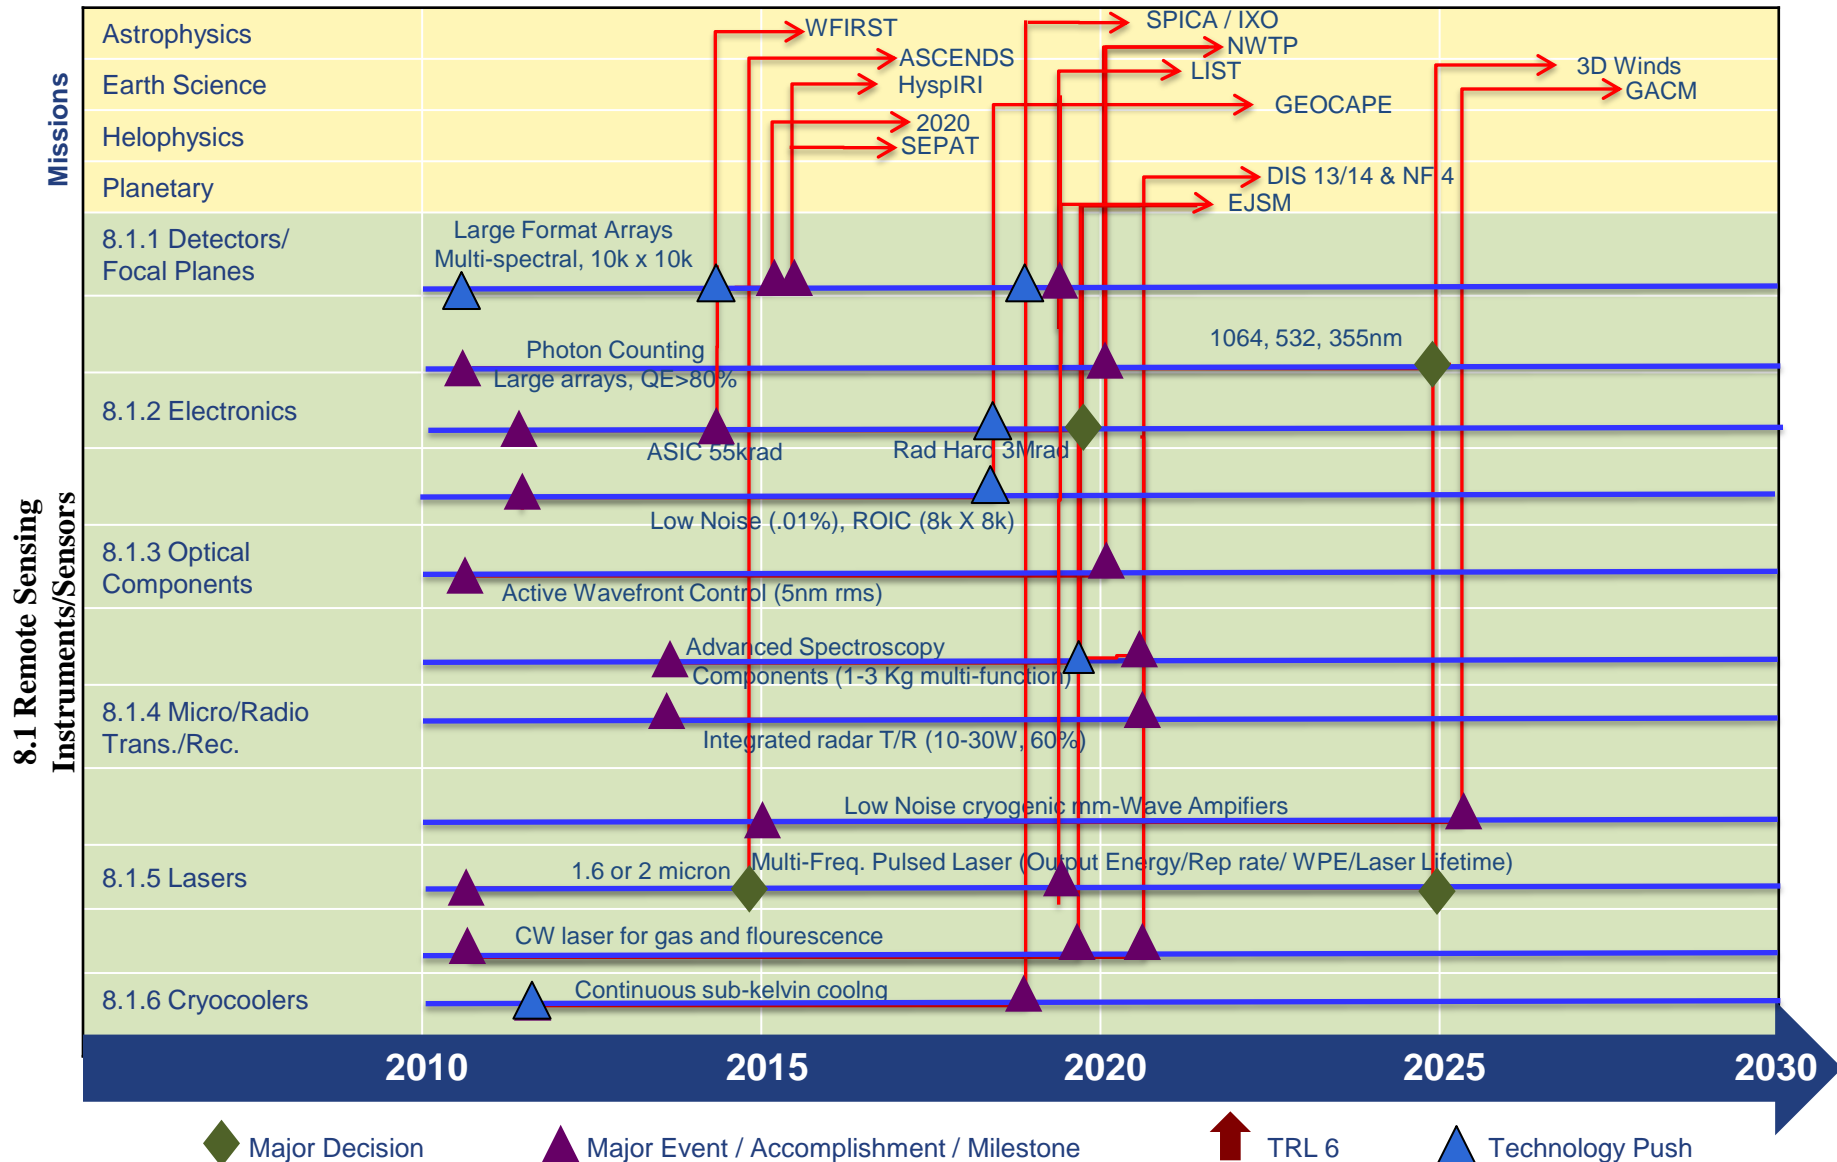 Missions
Astrophysics
Earth Science
Helophysics
Planetary
WFIRST
ASCENDS
HyspIRI
2020
SEPAT
SPICA / IXO
NWTP
LIST
GEOCAPE
3D Winds
GACM
DIS 13/14 & NF 4
EJSM
8.1 Remote Sensing
Instruments/Sensors
8.1.1 Detectors/
Focal Planes
Large Format Arrays
Multi-spectral, 10k x 10k
Photon Counting
Large arrays, QE>80%
1064, 532, 355nm
8.1.2 Electronics
ASIC 55krad
Rad Hard 3Mrad
Low Noise (.01%), ROIC (8k X 8k)
8.1.3 Optical
Components
Active Wavefront Control (5nm rms)
Advanced Spectroscopy
Components (1-3 Kg multi-function)
8.1.4 Micro/Radio
Trans./Rec.
Integrated radar T/R (10-30W, 60%)
Low Noise cryogenic mm-Wave Ampifiers
8.1.5 Lasers
1.6 or 2 micron
Multi-Freq. Pulsed Laser (Output Energy/Rep rate/ WPE/Laser Lifetime)
CW laser for gas and flourescence
8.1.6 Cryocoolers
Continuous sub-kelvin coolng
2010
2015
2020
2025
2030
Major Decision
Major Event / Accomplishment / Milestone
TRL 6
Technology Push